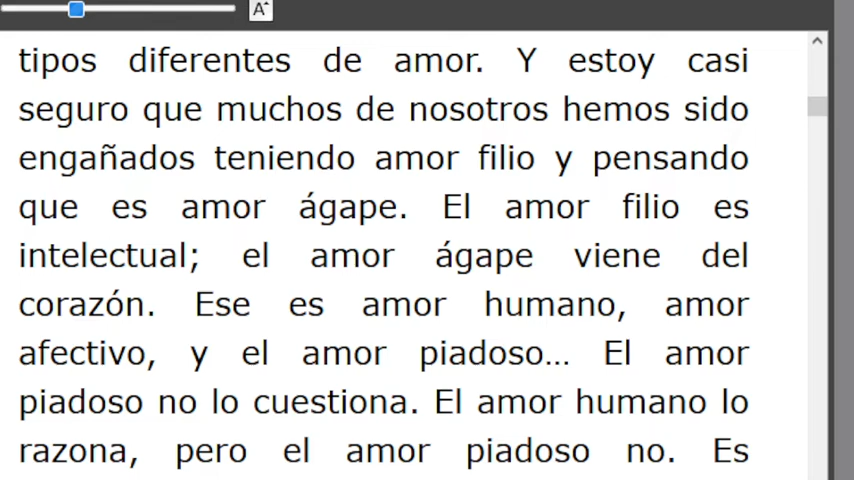 A
tipos diferentes de amor. Y estoy casi
seguro que muchos de nosotros hemos sido
engañados teniendo amor filio y pensando
que es amor ágape. El amor filio es
intelectual; el amor ágape viene del
corazón. Ese es amor humano, amor
afectivo, y el amor piadoso... El amor
piadoso no lo cuestiona. El amor humano lo
razona, pero el amor piadoso no. Es